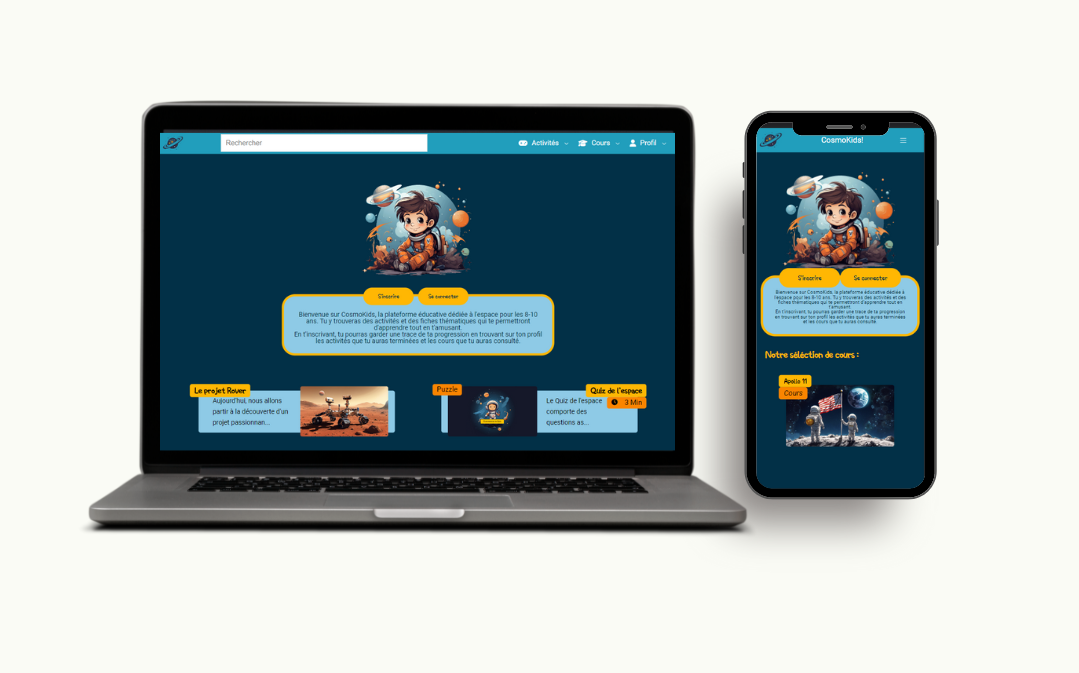 Rechercher
Activités
Cours
Profil
S'inscrire
Se connecter
Bienvenue sur CosmoKids, la plateforme éducative dédiée à l'espace pour les 8-10
ans. Tu y trouveras des activités et des fiches thématiques qui te permettront
d'apprendre tout en t'amusant.
En t'inscrivant, tu pourras garder une trace de ta progression en trouvant sur ton profil
les activités que tu auras terminées et les cours que tu auras consulté.
Le projet Rover
Aujourd'hui, nous allons
partir à la découverte d'un
projet passionnan...
Puzzle
Quiz de l'espace
3 Min
Le Quiz de l'espace
comporte des
questions as...
CosmoKids!
S'inscrire
Se connecter
Bienvenue sur CosmoKids, la plateforme éducative dédiée à
l'espace pour les 8-10 ans. Tu y trouveras des activités et des
fiches thématiques qui te permettront d'apprendre tout en
t'amusant.
En t'inscrivant, tu pourras garder une trace de ta progression
en trouvant sur ton profil les activités que tu auras terminées
et les cours que tu auras consulté.
Notre séléction de cours :
Apollo 11
Cours